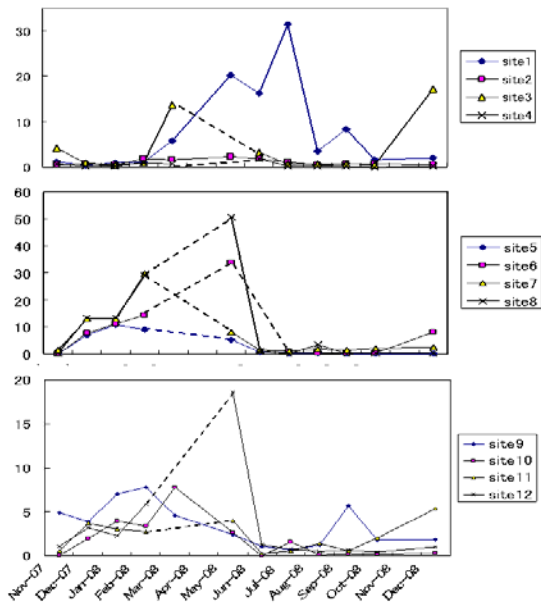 30
20
10
0
site1
site2
site3
site4
60
50
40
30
20
10
0
site5
site6
site7
site8
20
15
10
5
0
site9
site10
site11
site12
Nov-07
Dec-07
Jan-08
Feb-08
Mar-08
Apr-08
May-08
Jun-08
Jul-08
Aug-08
Sep-08
Oct-08
Nov-08
Dec-08